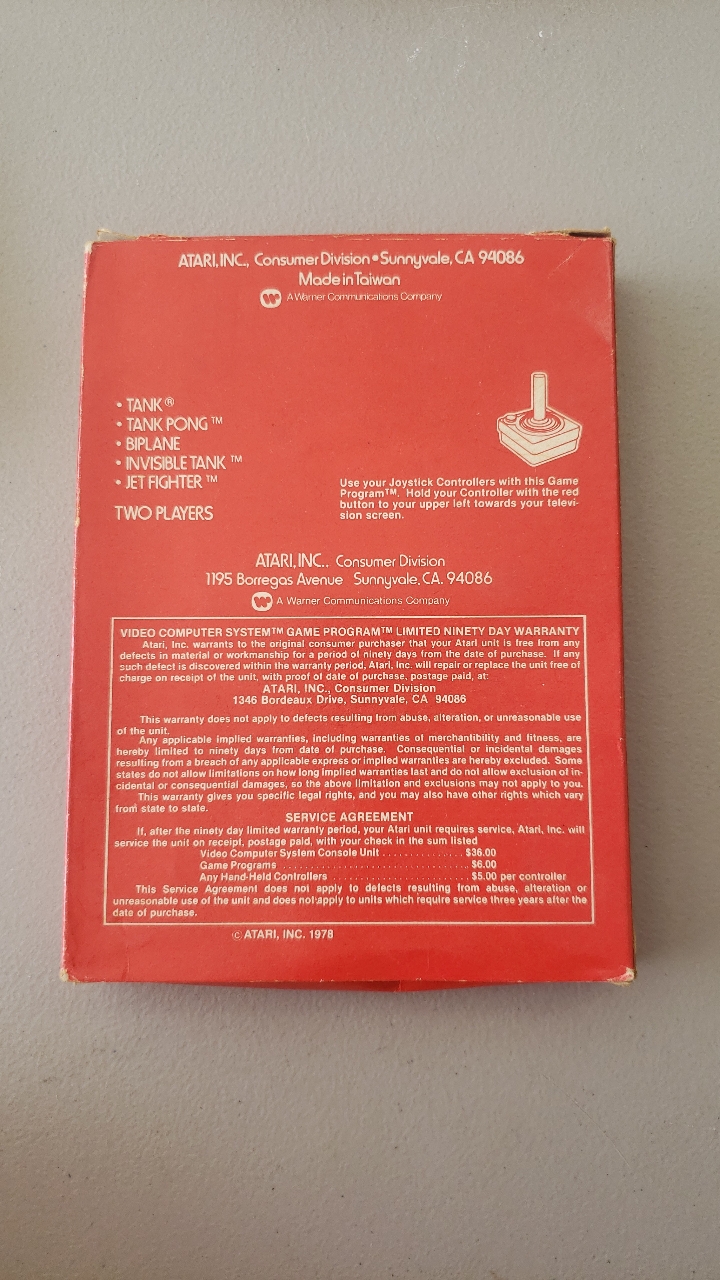 ATARI, INC., Consumer Division • Sunnyvale, CA 94086
Made in Taiwan
A Warner Communications Company
• TANK®
• TANK PONG™
• BIPLANE
• INVISIBLE TANK™
• JET FIGHTER™
TWO PLAYERS
Use your Joystick Controllers with this Game
Program™. Hold your Controller with the red
button to your upper left towards your televi-
sion screen.
ATARI, INC.. Consumer Division
1195 Borregas Avenue Sunnyvale, CA. 94086
A Warner Communications Company
VIDEO COMPUTER SYSTEM™ GAME PROGRAM™ LIMITED NINETY DAY WARRANTY
Atari, Inc. warrants to the original consumer purchaser that your Atari unit is free from any
defects in material or workmanship for a period of ninety days from the date of purchase. If any
such defect is discovered within the warranty period, Atari, Inc. will repair or replace the unit free of
charge on receipt of the unit, with proof of date of purchase, postage paid, at:
ATARI, INC., Consumer Division
1346 Bordeaux Drive, Sunnyvale, CA 94086
This warranty does not apply to defects resulting from abuse, alteration, or unreasonable use
of the unit.
Any applicable implied warranties, including warranties of merchantibility and fitness, are
hereby limited to ninety days from date of purchase. Consequential or incidental damages
resulting from a breach of any applicable express or implied warranties are hereby excluded. Some
states do not allow limitations on how long implied warranties last and do not allow exclusion of in-
cidental or consequential damages, so the above limitation and exclusions may not apply to you.
This warranty gives you specific legal rights, and you may also have other rights which vary
from state to state.
SERVICE AGREEMENT
If, after the ninety day limited warranty period, your Atari unit requires service, Atari, Inc. will
service the unit on receipt, postage paid, with your check in the sum listed
Video Computer System Console Unit . . . . . . . . . . . . . . $36.00
Game Programs . . . . . . . . . . . . . . . . . . . . . . . . . . . . . . . . $6.00
Any Hand-Held Controllers . . . . . . . . . . . . . . . . . . . . . . $5.00 per controller
This Service Agreement does not apply to defects resulting from abuse, alteration or
unreasonable use of the unit and does not apply to units which require service three years after the
date of purchase.
© ATARI, INC. 1978